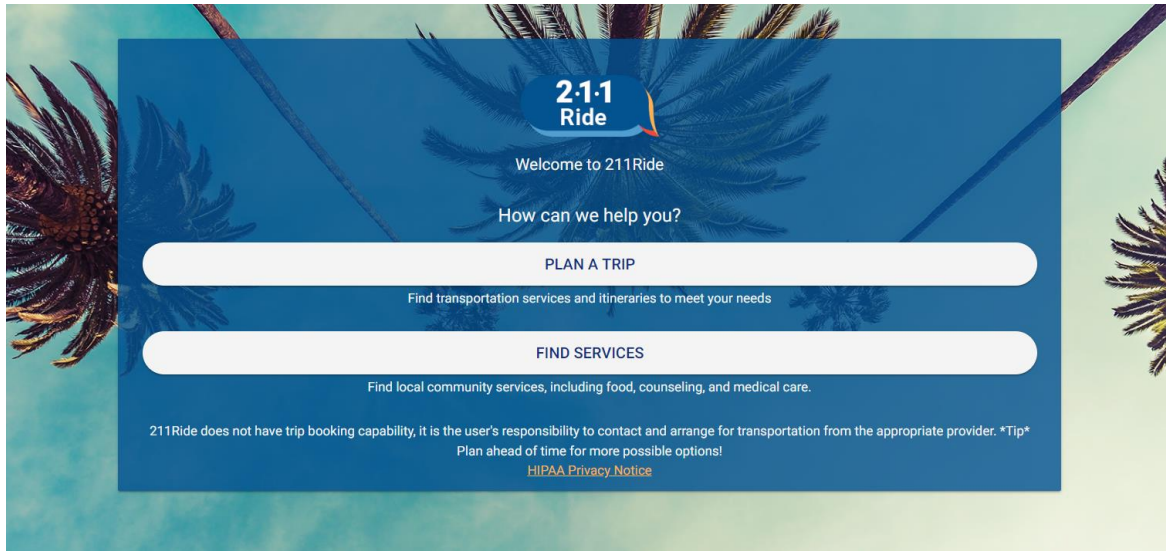 2·1·1
Ride
Welcome to 211Ride
How can we help you?
PLAN A TRIP
Find transportation services and itineraries to meet your needs
FIND SERVICES
Find local community services, including food, counseling, and medical care.
211Ride does not have trip booking capability, it is the user's responsibility to contact and arrange for transportation from the appropriate provider. *Tip*
Plan ahead of time for more possible options!
HIPAA Privacy Notice